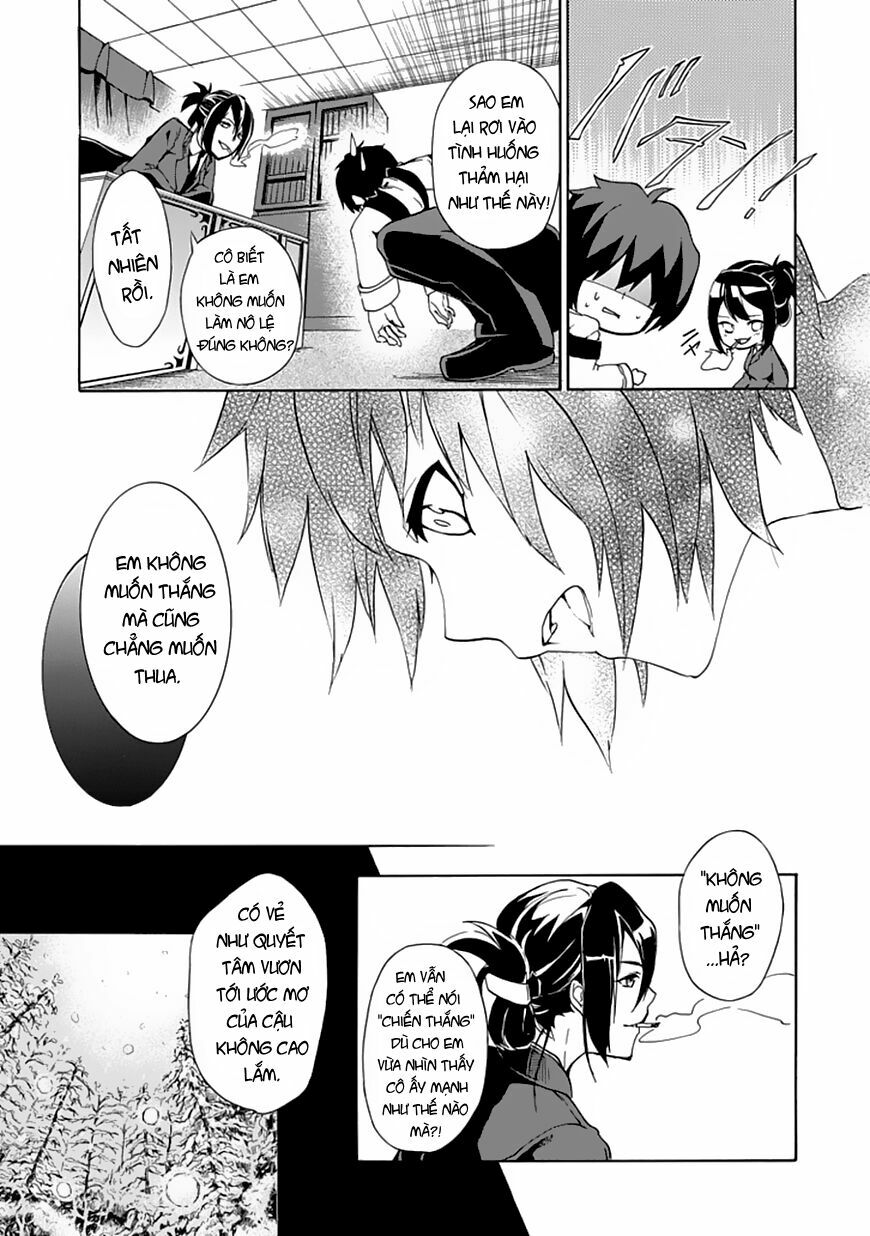 SAO EM
LẠI RƠI VÀO
TÌNH HUỐNG
THẢM HẠI
NHƯ THẾ NÀY!
CÔ BIẾT
LÀ EM
KHÔNG MUỐN
LÀM NÔ LỆ
ĐÚNG KHÔNG?
TẤT
NHIÊN
RỒI.
EM KHÔNG
MUỐN THẮNG
MÀ CŨNG
CHẲNG MUỐN
THUA.
"KHÔNG
MUỐN
THẮNG"
...HẢ?
EM VẪN
CÓ THỂ NÓI
"CHIẾN THẮNG"
DÙ CHO EM
VỪA NHÌN THẤY
CÔ ẤY MẠNH
NHƯ THẾ NÀO
MÀ?!
CÓ VẺ
NHƯ QUYẾT
TÂM VƯƠN
TỚI ƯỚC MƠ
CỦA CẬU
KHÔNG CAO
LẮM.